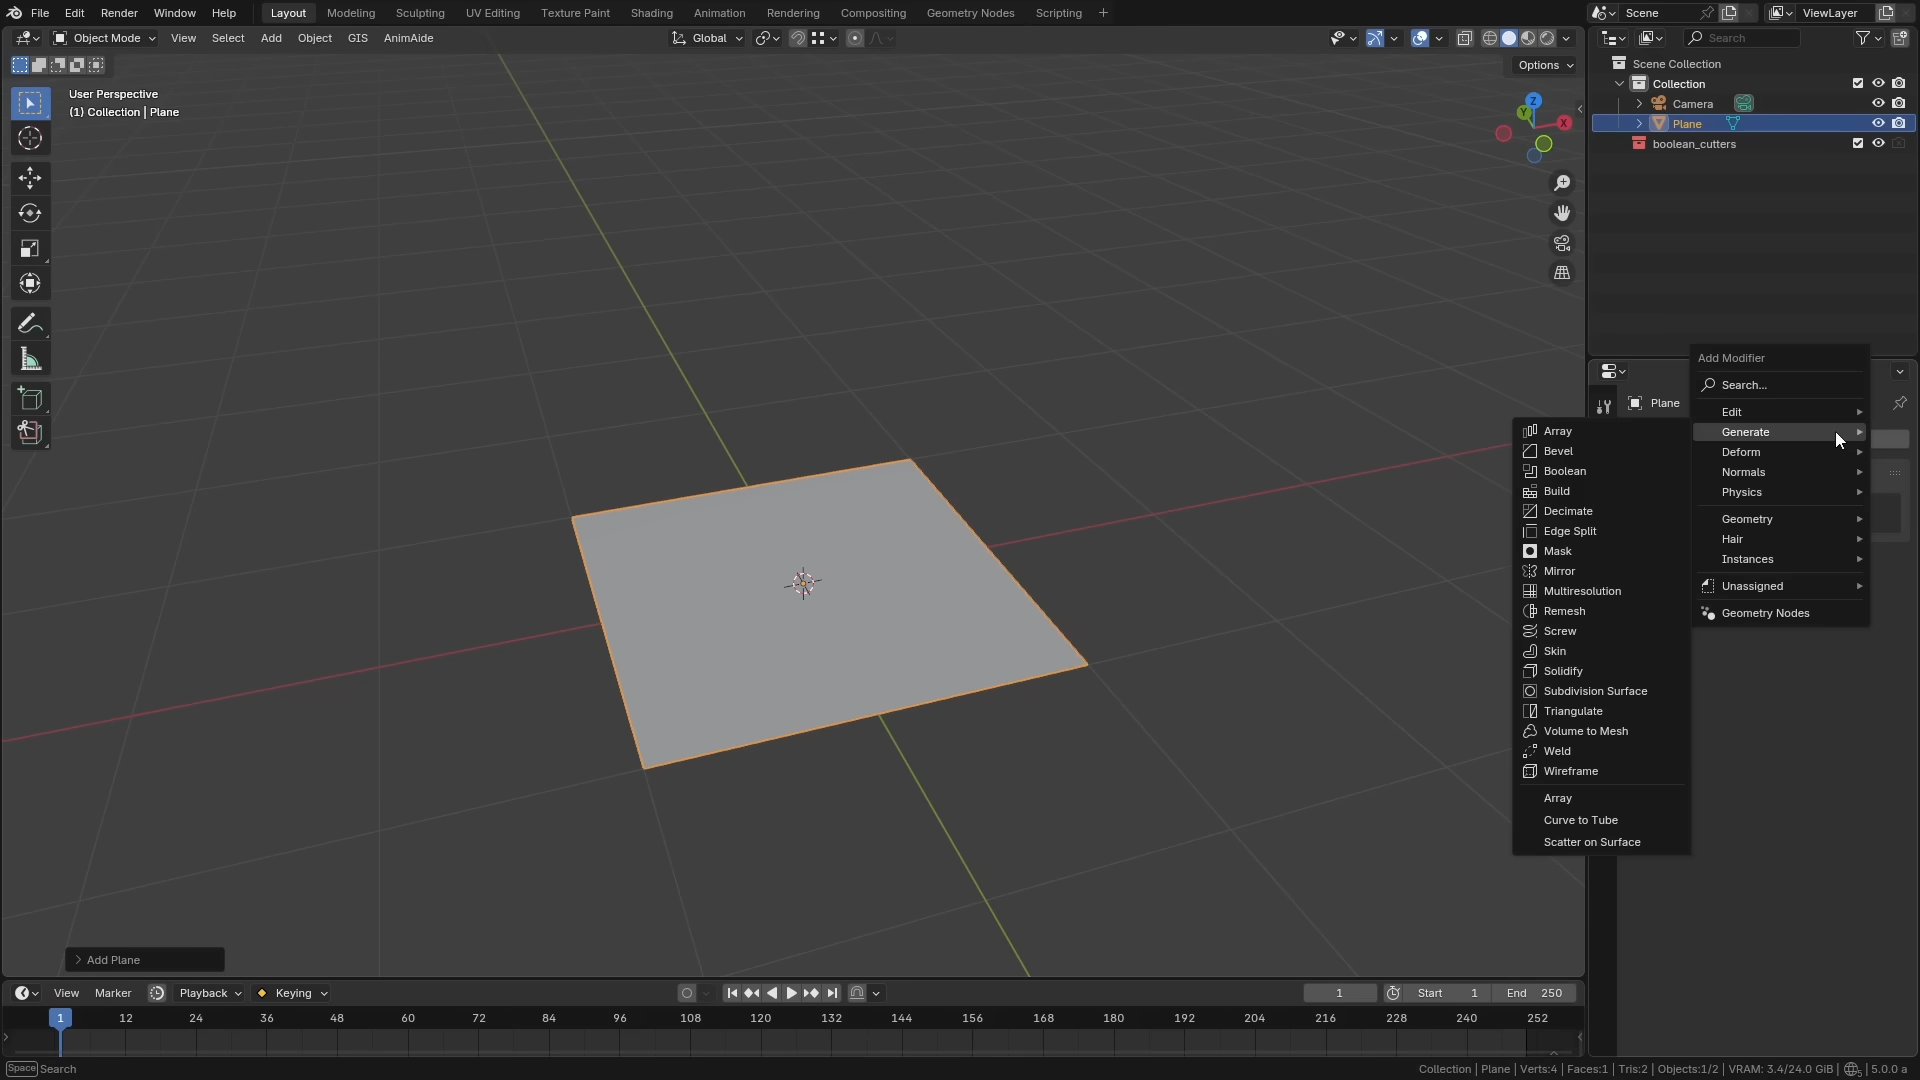 File Edit Render Window Help Layout Modeling Sculpting UV Editing Texture Paint Shading Animation Rendering Compositing Geometry Nodes Scripting + Scene ViewLayer
Object Mode View Select Add Object GIS AnimAide Global Search
Options
User Perspective
(1) Collection | Plane
Z
Y
X
Scene Collection
Collection
Camera
Plane
boolean_cutters
Plane
Add Modifier
Search...
Edit
Generate
Deform
Normals
Physics
Geometry
Hair
Instances
Unassigned
Geometry Nodes
Array
Bevel
Boolean
Build
Decimate
Edge Split
Mask
Mirror
Multiresolution
Remesh
Screw
Skin
Solidify
Subdivision Surface
Triangulate
Volume to Mesh
Weld
Wireframe
Array
Curve to Tube
Scatter on Surface
Add Plane
View Marker Playback Keying 1 Start 1 End 250
1 12 24 36 48 60 72 84 96 108 120 132 144 156 168 180 192 204 216 228 240 252
Space Search Collection | Plane | Verts:4 | Faces:1 | Tris:2 | Objects:1/2 | VRAM: 3.4/24.0 GiB | 5 | 5.0.0 a